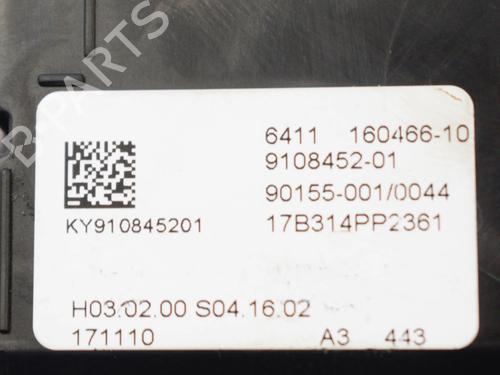 B-PARTS
6411 160466-10
9108452-01
90155-001/0044
KY910845201 17B314PP2361
H03.02.00 S04.16.02
171110 A3 443